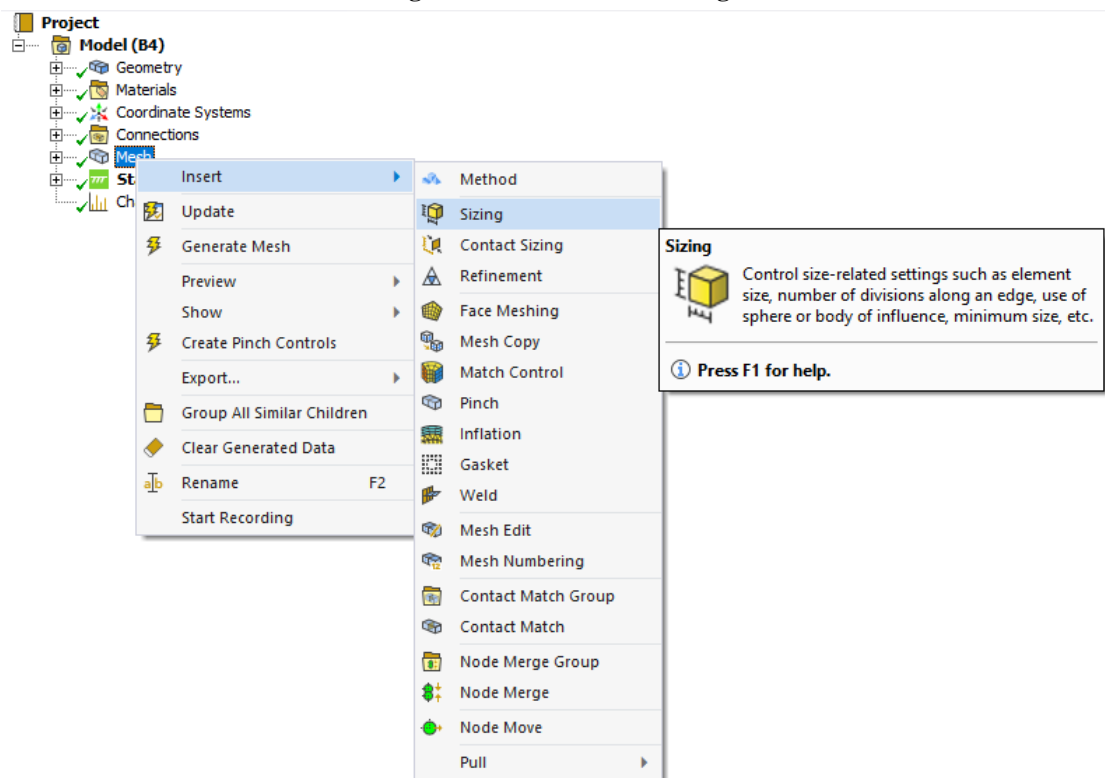 Project
Model (B4)
Geometry
Materials
Coordinate Systems
Connections
Mesh
St
Ch
Insert
Update
Generate Mesh
Preview
Show
Create Pinch Controls
Export...
Group All Similar Children
Clear Generated Data
Rename F2
Start Recording
Method
Sizing
Contact Sizing
Refinement
Face Meshing
Mesh Copy
Match Control
Pinch
Inflation
Gasket
Weld
Mesh Edit
Mesh Numbering
Contact Match Group
Contact Match
Node Merge Group
Node Merge
Node Move
Pull
Sizing
Control size-related settings such as element
size, number of divisions along an edge, use of
sphere or body of influence, minimum size, etc.
Press F1 for help.